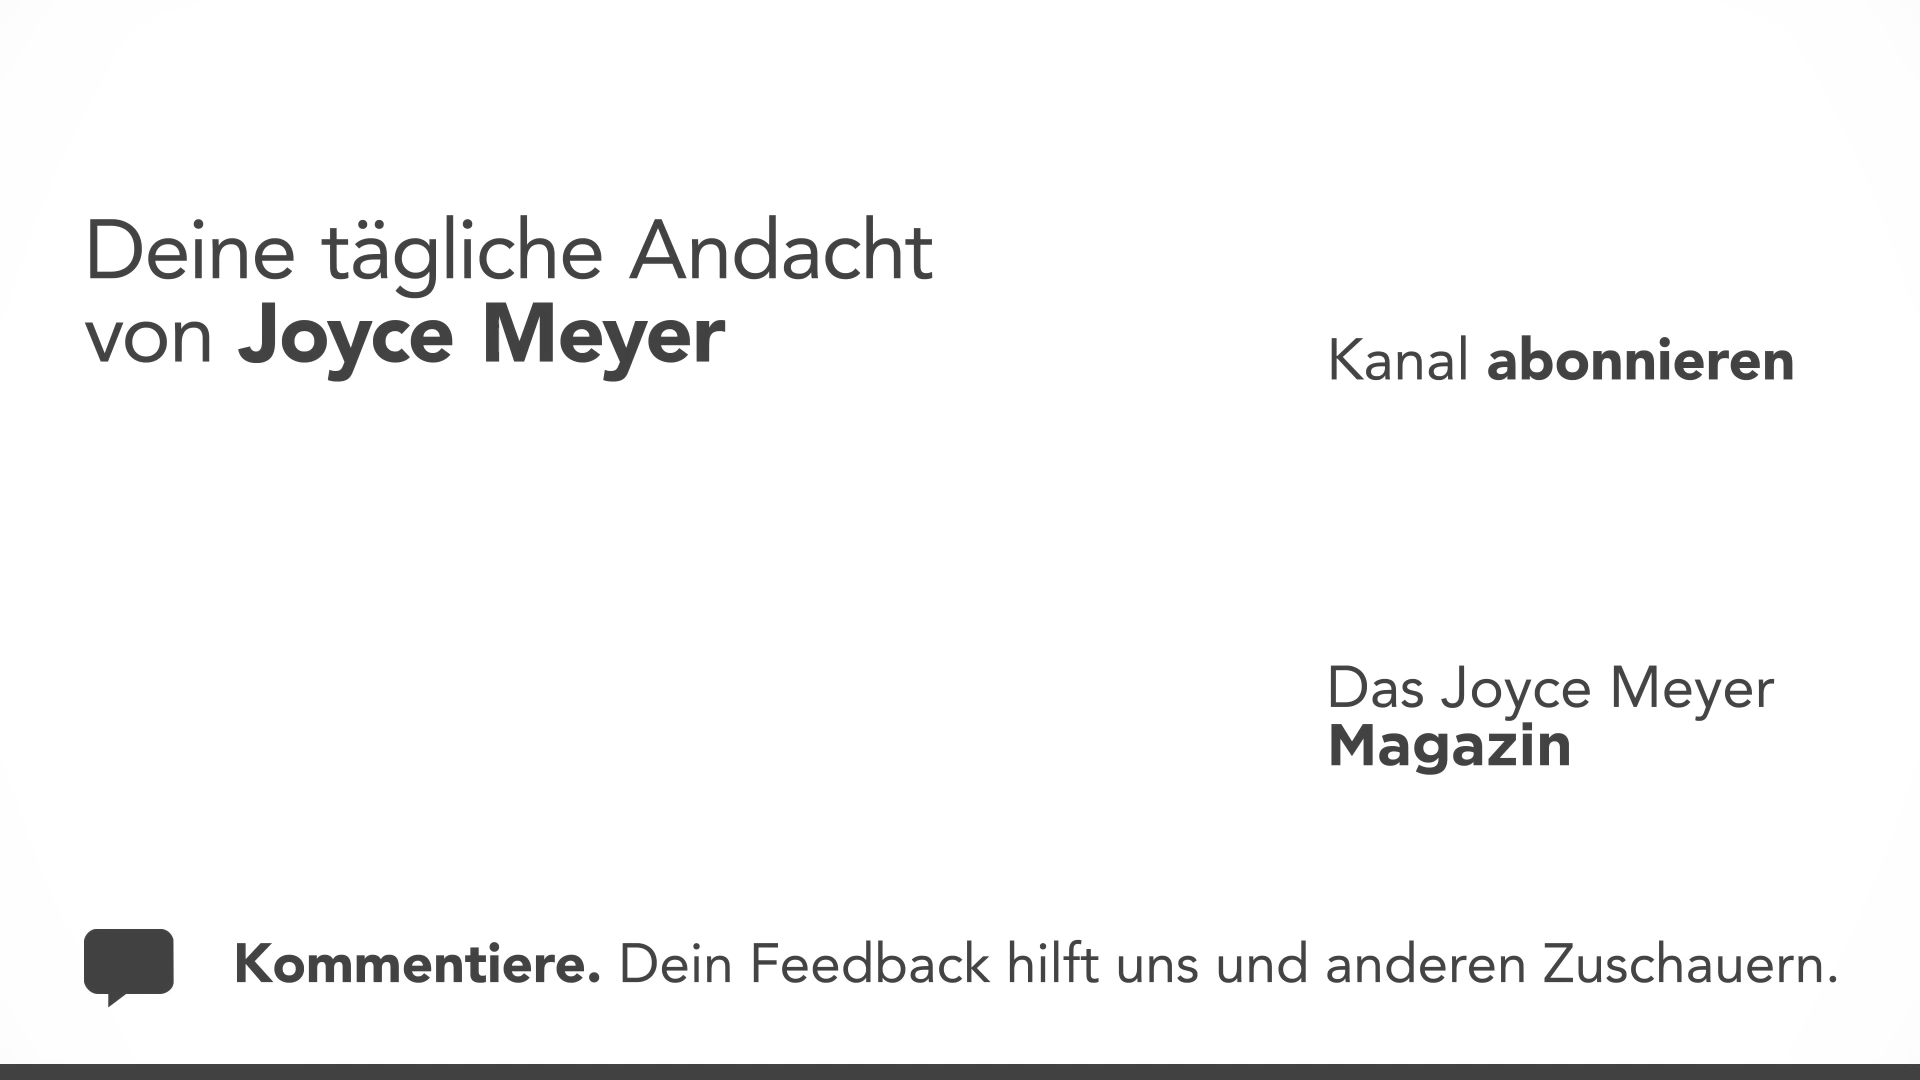 Deine tägliche Andacht
von Joyce Meyer
Kanal abonnieren
Das Joyce Meyer
Magazin
Kommentiere. Dein Feedback hilft uns und anderen Zuschauern.